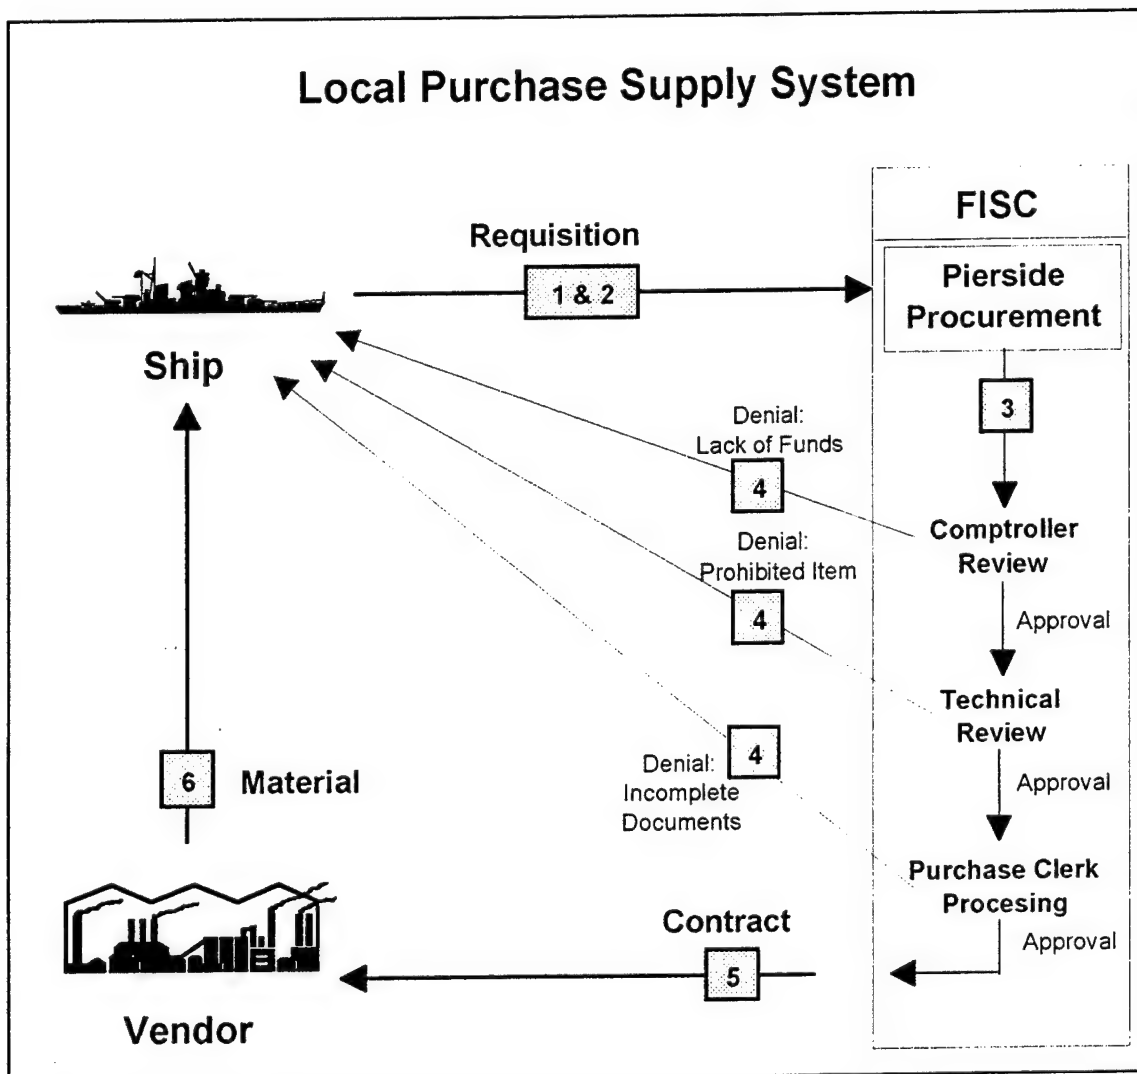 Local Purchase Supply System
FISC
Requisition
1 & 2
Pierside
Procurement
Ship
3
Denial:
Lack of Funds
4
Comptroller
Review
Denial:
Prohibited Item
4
Approval
Technical
Review
Denial:
Incomplete
Documents
4
Approval
6
Material
Purchase Clerk
Procesing
Approval
Contract
5
Vendor